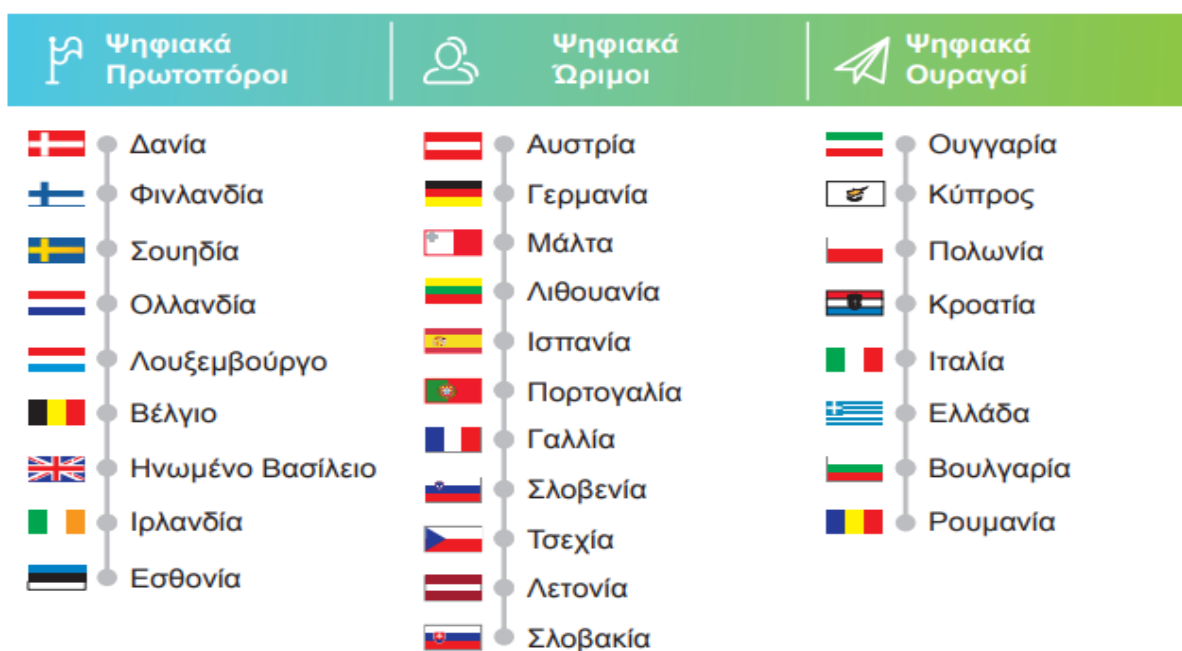 Ψηφιακά
Πρωτοπόροι
Ψηφιακά
Ώριμοι
Ψηφιακά
Ουραγοί
Δανία
Φινλανδία
Σουηδία
Ολλανδία
Λουξεμβούργο
Βέλγιο
Ηνωμένο Βασίλειο
Ιρλανδία
Εσθονία
Αυστρία
Γερμανία
Μάλτα
Λιθουανία
Ισπανία
Πορτογαλία
Γαλλία
Σλοβενία
Τσεχία
Λετονία
Σλοβακία
Ουγγαρία
Κύπρος
Πολωνία
Κροατία
Ιταλία
Ελλάδα
Βουλγαρία
Ρουμανία